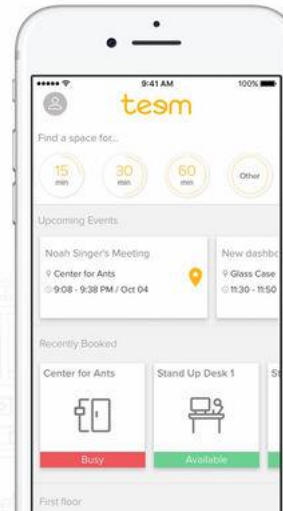 9:41 AM
100%
teem
Find a space for...
15 min
30 min
60 min
Other
Upcoming Events
Noah Singer's Meeting
Center for Ants
9:08 - 9:38 PM / Oct 04
New dashbo
Glass Case
11:30 - 11:50
Recently Booked
Center for Ants
Busy
Stand Up Desk 1
Available
St
First floor